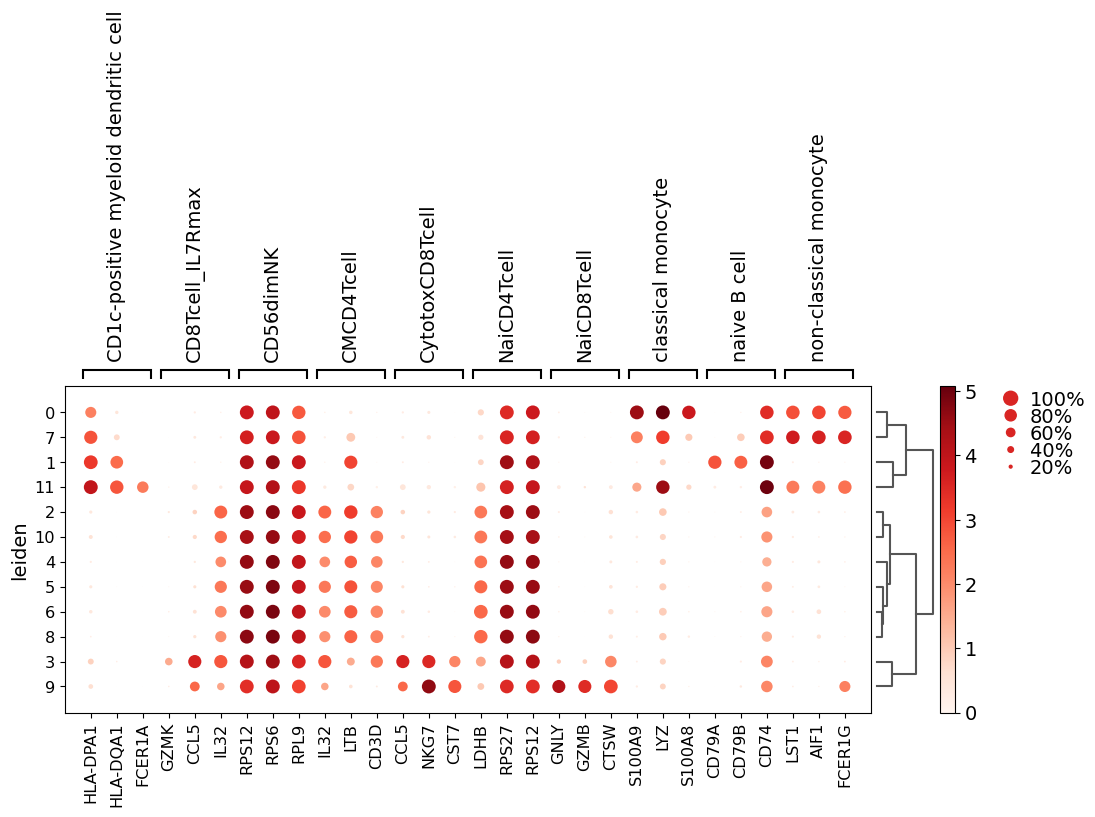 CD1c-positive myeloid dendritic cell
CD8Tcell_IL7Rmax
CD56dimNK
CMCD4Tcell
CytotoxCD8Tcell
NaiCD4Tcell
NaiCD8Tcell
classical monocyte
naive B cell
non-classical monocyte
leiden
0
7
1
11
2
10
4
5
6
8
3
9
HLA-DPA1
HLA-DQA1
FCER1A
GZMK
CCL5
IL32
RPS12
RPS6
RPL9
IL32
LTB
CD3D
CCL5
NKG7
CST7
LDHB
RPS27
RPS12
GNLY
GZMB
CTSW
S100A9
LYZ
S100A8
CD79A
CD79B
CD74
LST1
AIF1
FCER1G
5
4
3
2
1
0
100%
80%
60%
40%
20%